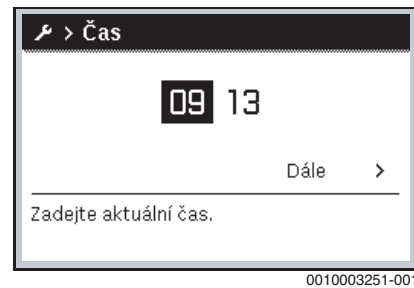 > Čas
09 13
Dále >
Zadejte aktuální čas.
0010003251-001